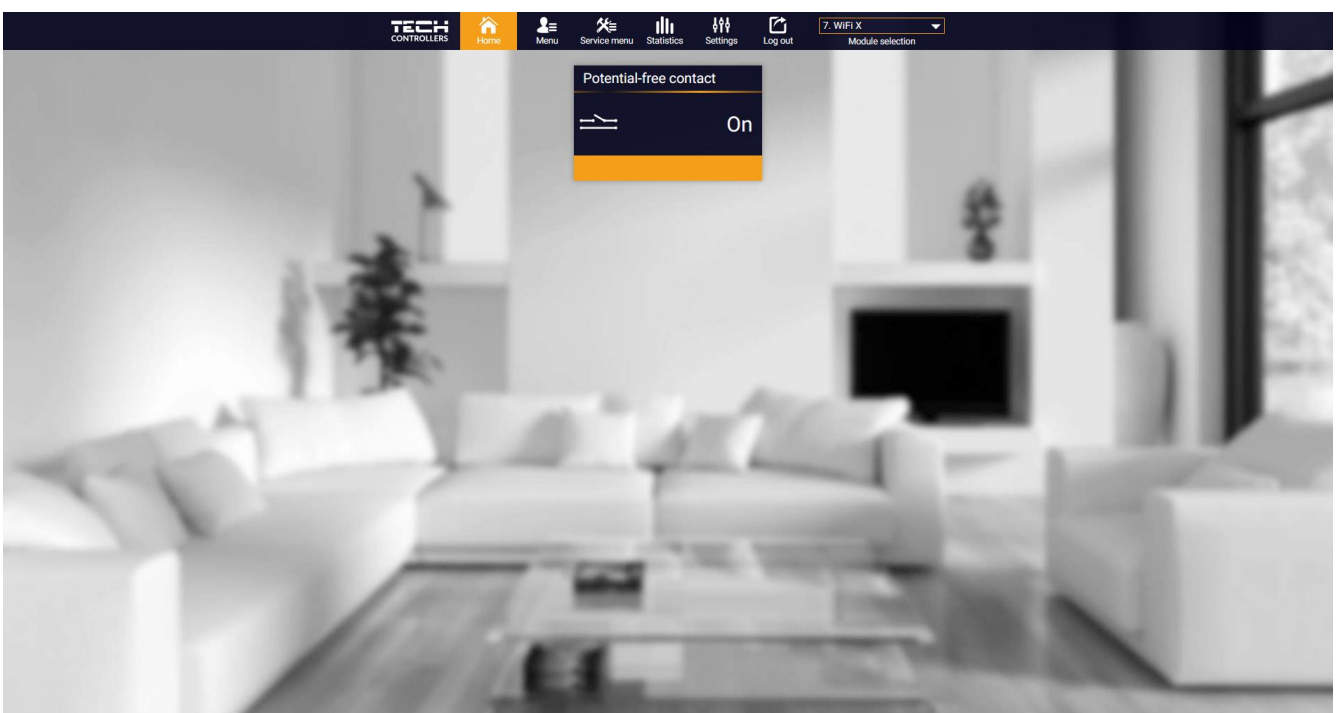 TECH
CONTROLLERS
Home
Menu
Service menu
Statistics
Settings
Log out
7. WiFi X
Module selection
Potential-free contact
On